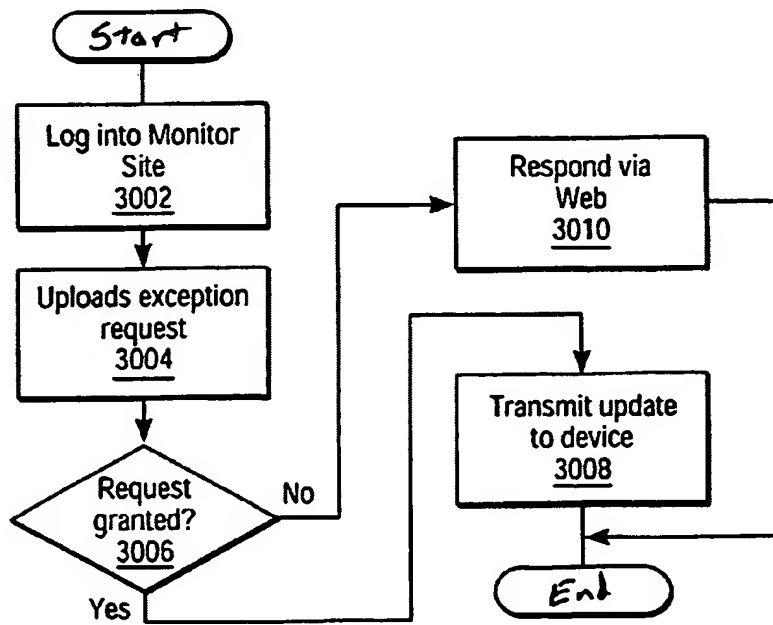 Start
Log into Monitor
Site
3002
Uploads exception
request
3004
Request
granted?
3006
No
Yes
Respond via
Web
3010
Transmit update
to device
3008
End